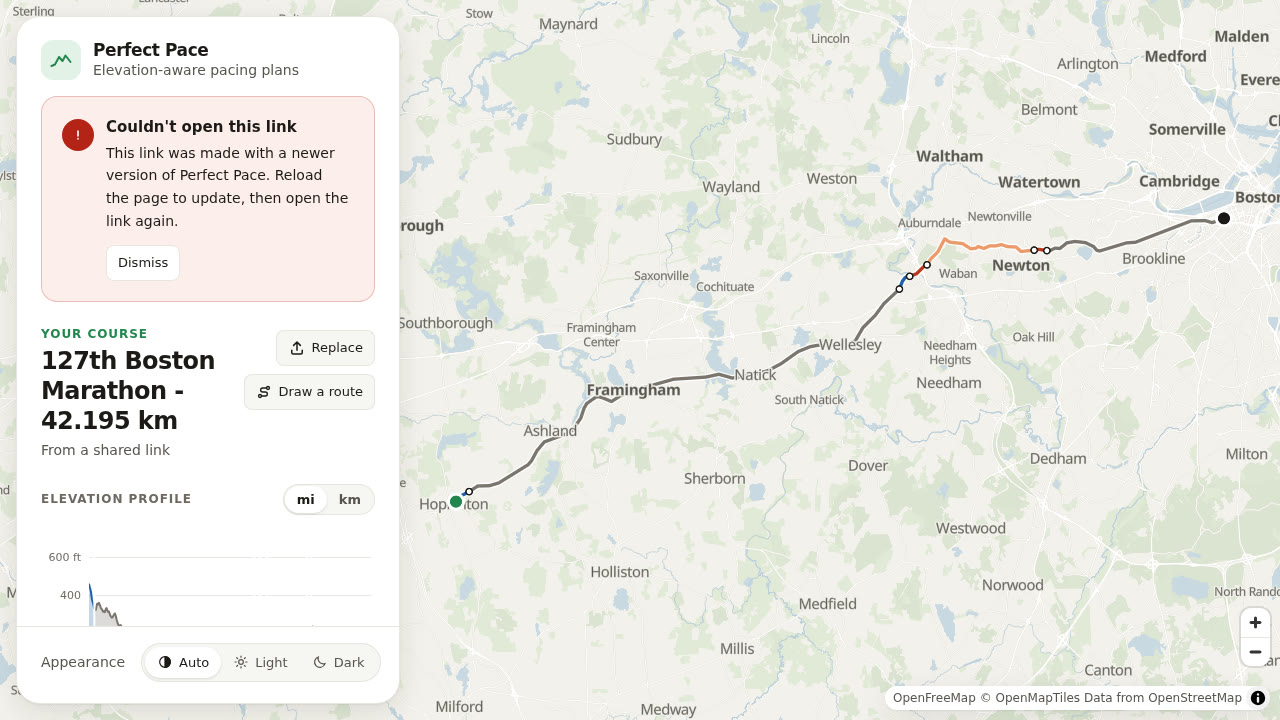 Perfect Pace
Elevation-aware pacing plans
!
Couldn't open this link
This link was made with a newer
version of Perfect Pace. Reload
the page to update, then open the
link again.
Dismiss
YOUR COURSE
127th Boston
Marathon -
42.195 km
From a shared link
Replace
Draw a route
ELEVATION PROFILE
mi
km
600 ft
400
Appearance
Auto
Light
Dark
Sterling
Stow
Maynard
Lincoln
Malden
Medford
Arlington
Belmont
Somerville
Sudbury
Waltham
Wayland
Weston
Watertown
Cambridge
Boston
rough
Auburndale
Newtonville
Waban
Newton
Brookline
Saxonville
Cochituate
Southborough
Framingham
Center
Wellesley
Needham
Heights
Oak Hill
Natick
Needham
Framingham
South Natick
Ashland
Sherborn
Dover
Dedham
Milton
Westwood
Holliston
Norwood
Medfield
Millis
Canton
Milford
Medway
OpenFreeMap © OpenMapTiles Data from OpenStreetMap